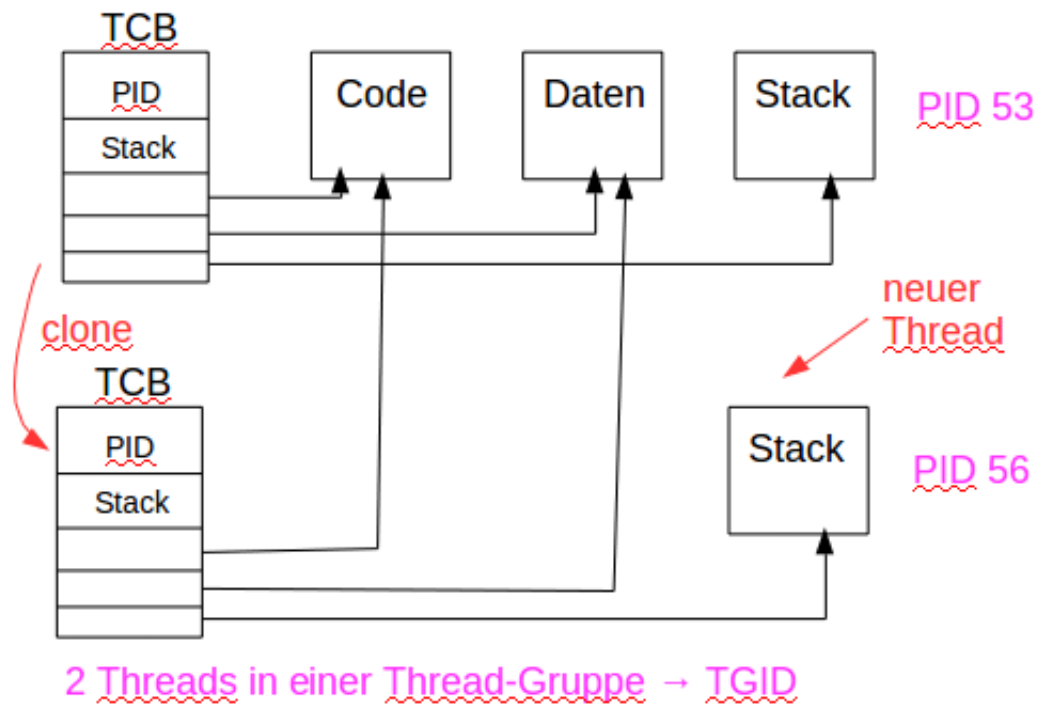 TCB
PID
Stack
Code
Daten
Stack
PID 53
clone
neuer
Thread
TCB
PID
Stack
Stack
PID 56
2 Threads in einer Thread-Gruppe → TGID